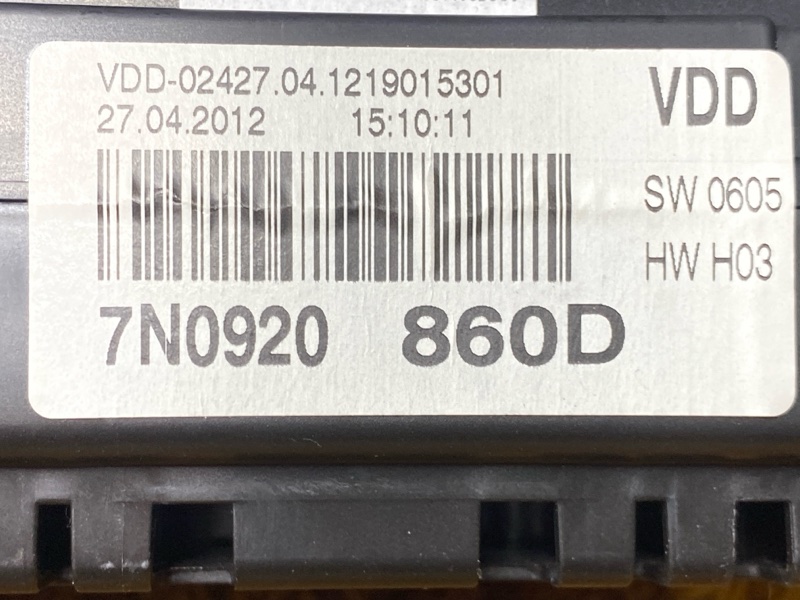 VDD-02427.04.1219015301
27.04.2012 15:10:11
VDD
SW 0605
HW H03
7N0920 860D